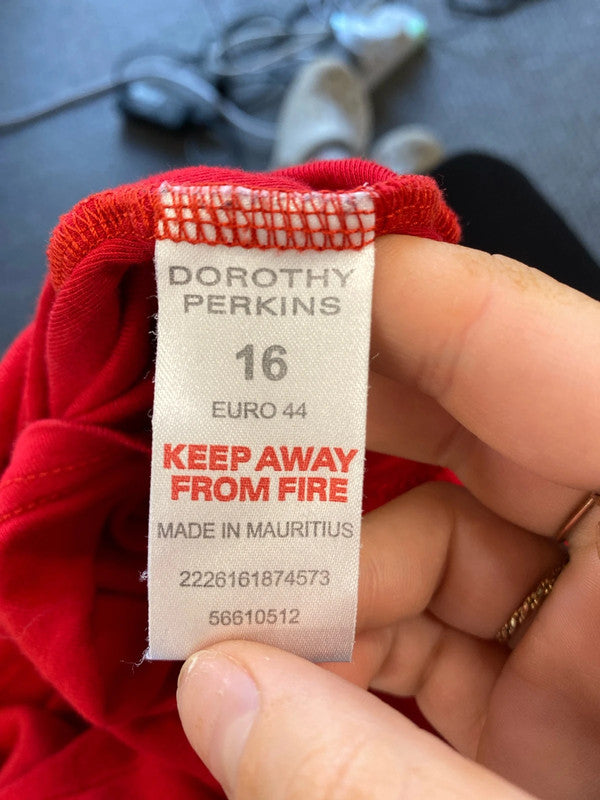 DOROTHY
PERKINS
16
EURO 44
KEEP AWAY
FROM FIRE
MADE IN MAURITIUS
2226161874573
56610512